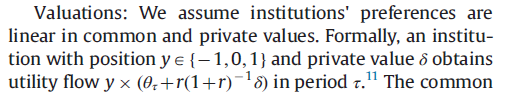 Valuations: We assume institutions' preferences are
linear in common and private values. Formally, an institu-
tion with position y ∈ {−1,0,1} and private value δ obtains
utility flow y × (θτ+r(1+r)⁻¹δ) in period τ.¹¹ The common